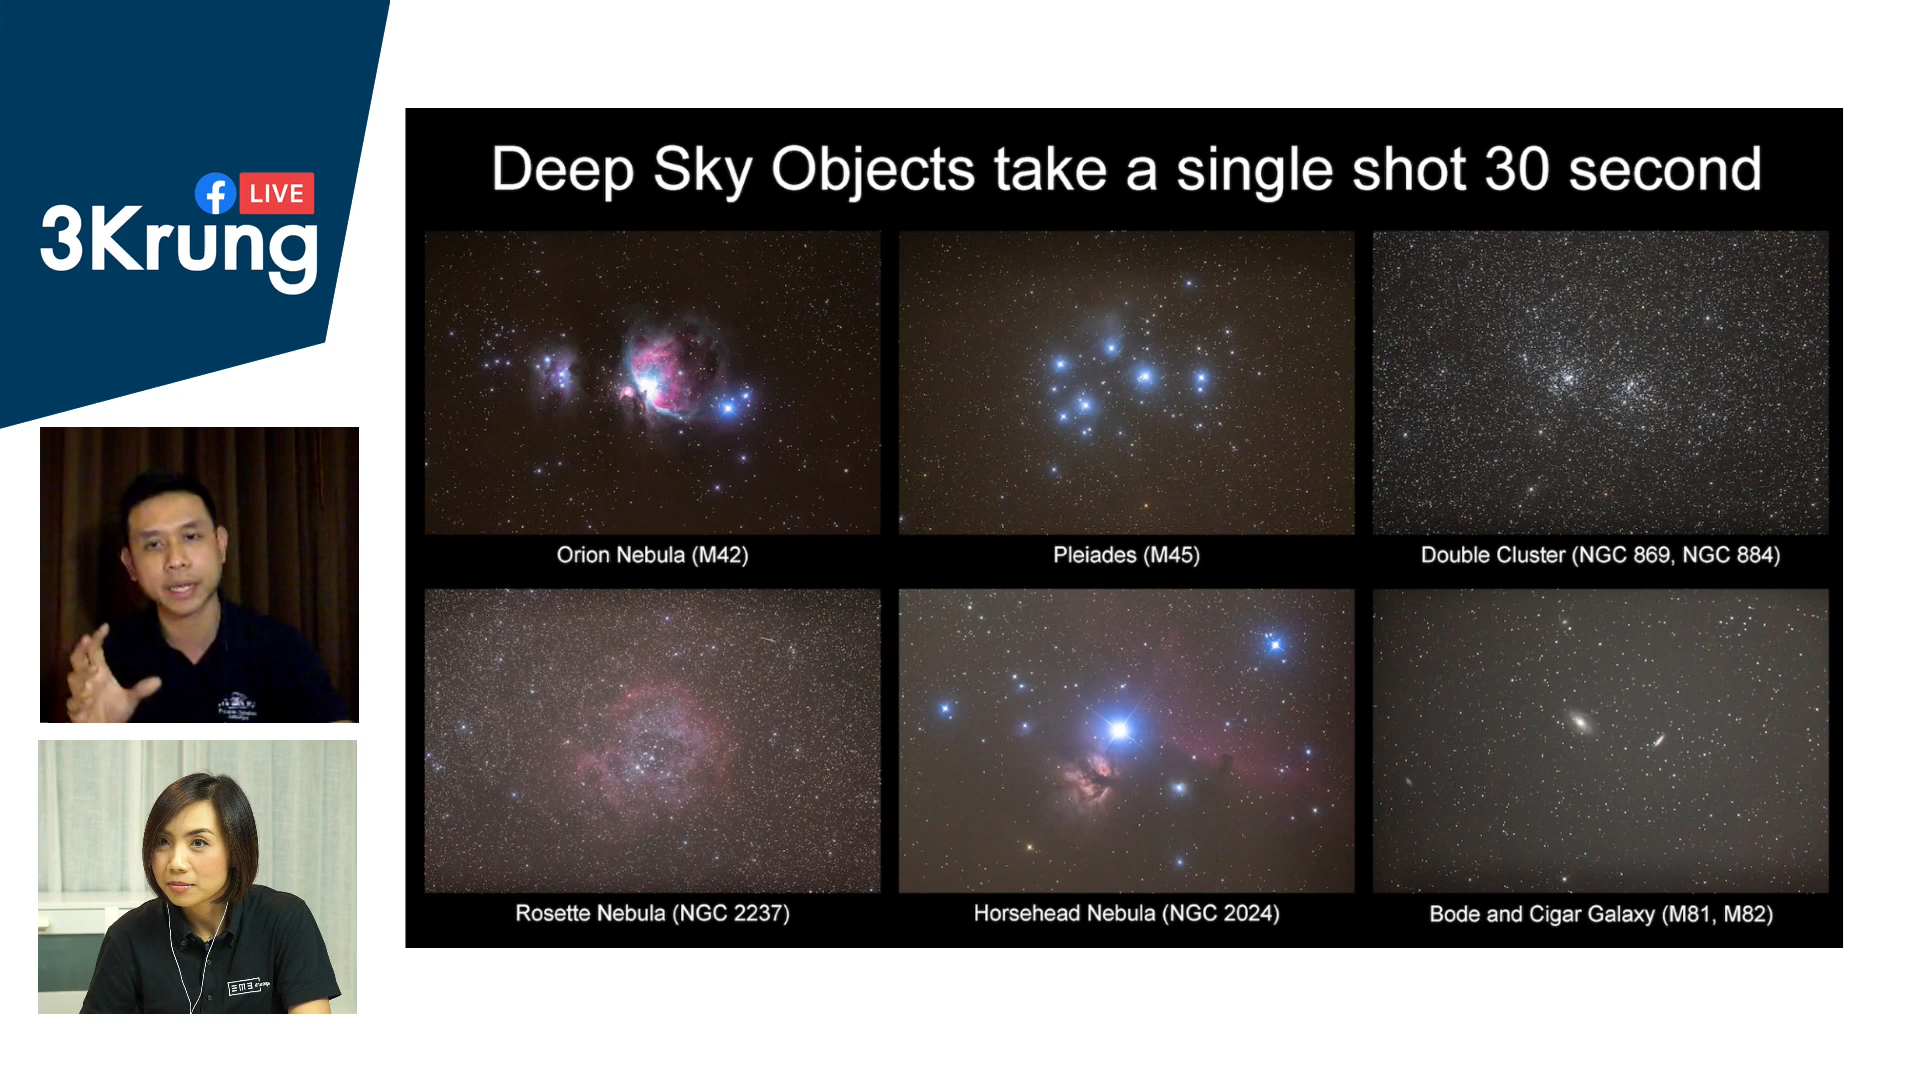 LIVE
3Krung
Deep Sky Objects take a single shot 30 second
Orion Nebula (M42)
Pleiades (M45)
Double Cluster (NGC 869, NGC 884)
Rosette Nebula (NGC 2237)
Horsehead Nebula (NGC 2024)
Bode and Cigar Galaxy (M81, M82)